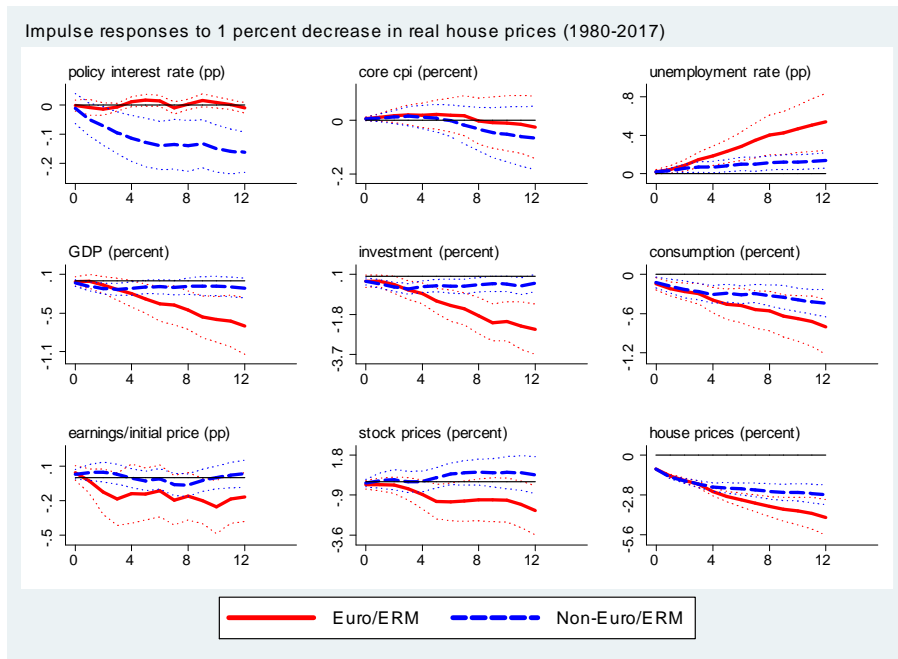 Impulse responses to 1 percent decrease in real house prices (1980-2017)
policy interest rate (pp)
core cpi (percent)
unemployment rate (pp)
0
-.1
-.2
0 4 8 12
0
-.2
0 4 8 12
.8
.4
0
0 4 8 12
GDP (percent)
investment (percent)
consumption (percent)
.1
-.5
-1.1
0 4 8 12
.1
-1.8
-3.7
0 4 8 12
0
-.6
-1.2
0 4 8 12
earnings/initial price (pp)
stock prices (percent)
house prices (percent)
.1
-.2
-.5
0 4 8 12
1.8
-.9
-3.6
0 4 8 12
0
-2.8
-5.6
0 4 8 12
Euro/ERM
Non-Euro/ERM